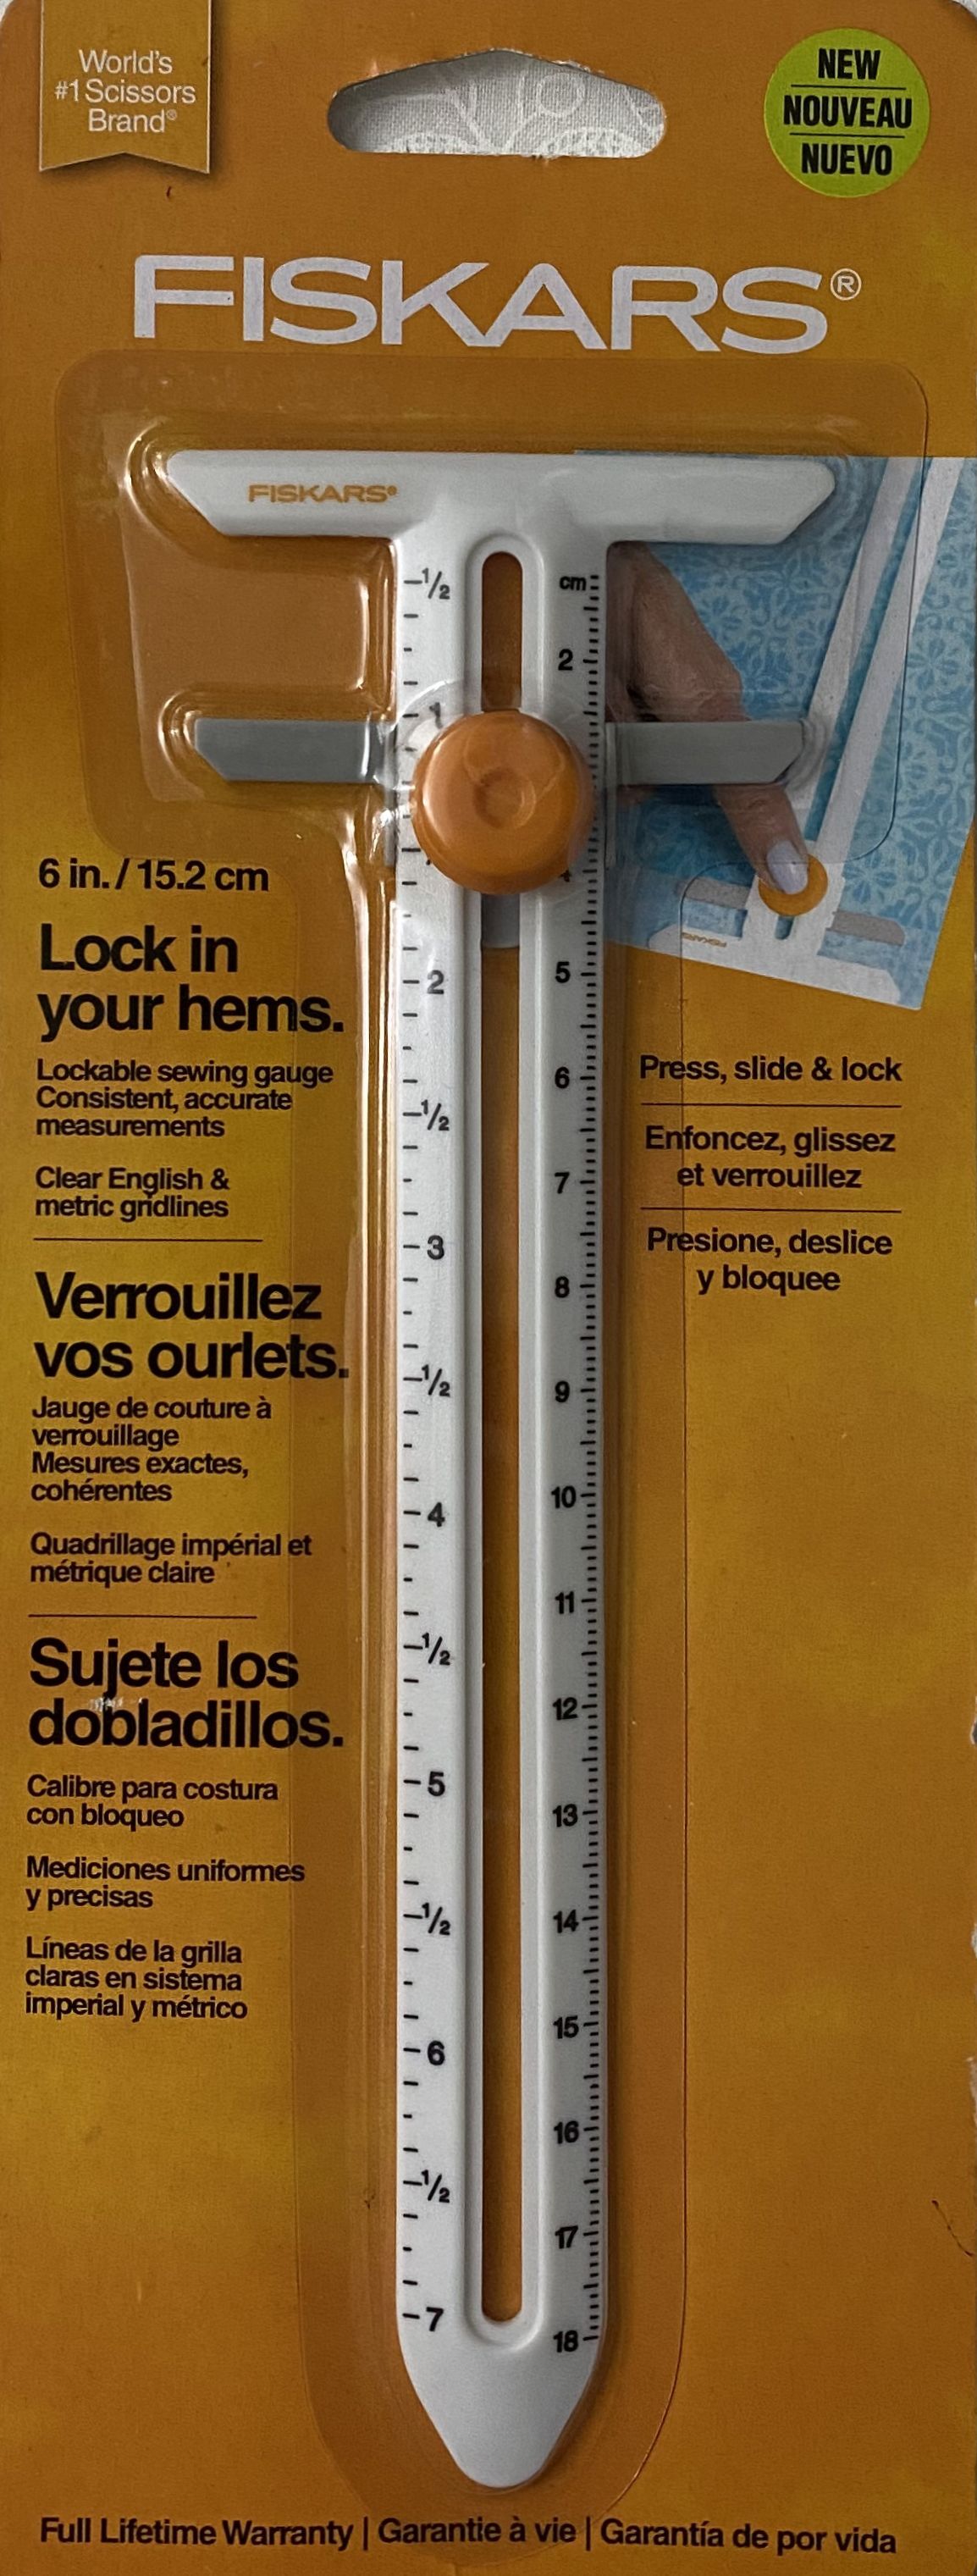 World's
#1 Scissors
Brand®
NEW
NOUVEAU
NUEVO
FISKARS®
FISKARS®
6 in. / 15.2 cm
Lock in
your hems.
Lockable sewing gauge
Consistent, accurate
measurements
Clear English &
metric gridlines
Verrouillez
vos ourlets.
Jauge de couture à
verrouillage
Mesures exactes,
cohérentes
Quadrillage impérial et
métrique claire
Sujete los
dobladillos.
Calibre para costura
con bloqueo
Mediciones uniformes
y precisas
Líneas de la grilla
claras en sistema
imperial y métrico
1/2
1
2
1/2
3
1/2
4
1/2
5
1/2
6
1/2
7
cm
2
4
5
6
7
8
9
10
11
12
13
14
15
16
17
18
FISKARS
Press, slide & lock
Enfoncez, glissez
et verrouillez
Presione, deslice
y bloquee
Full Lifetime Warranty | Garantie à vie | Garantía de por vida